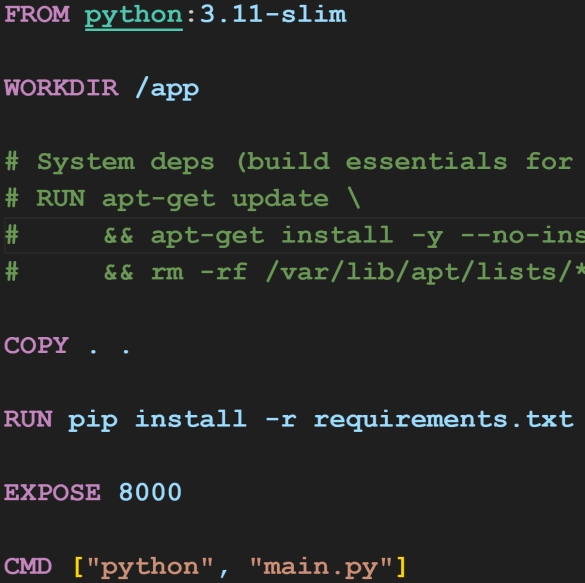 FROM python:3.11-slim
WORKDIR /app
# System deps (build essentials for
# RUN apt-get update \
#     && apt-get install -y --no-ins
#     && rm -rf /var/lib/apt/lists/*
COPY . .
RUN pip install -r requirements.txt
EXPOSE 8000
CMD ["python", "main.py"]